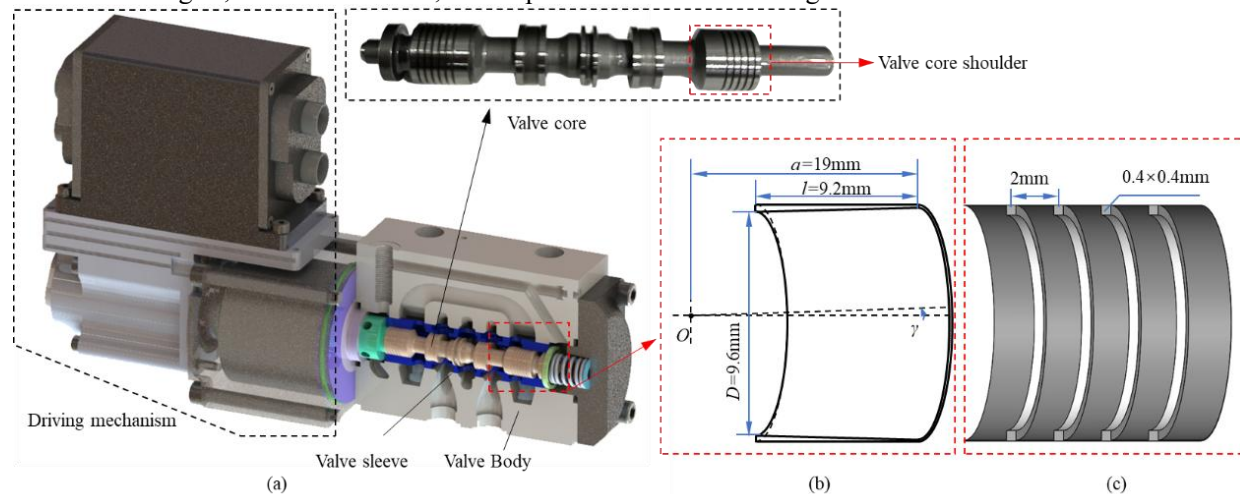 Valve core shoulder
Valve core
a=19mm
l=9.2mm
2mm
0.4×0.4mm
O
γ
D=9.6mm
Driving mechanism
Valve sleeve
Valve Body
(a)
(b)
(c)